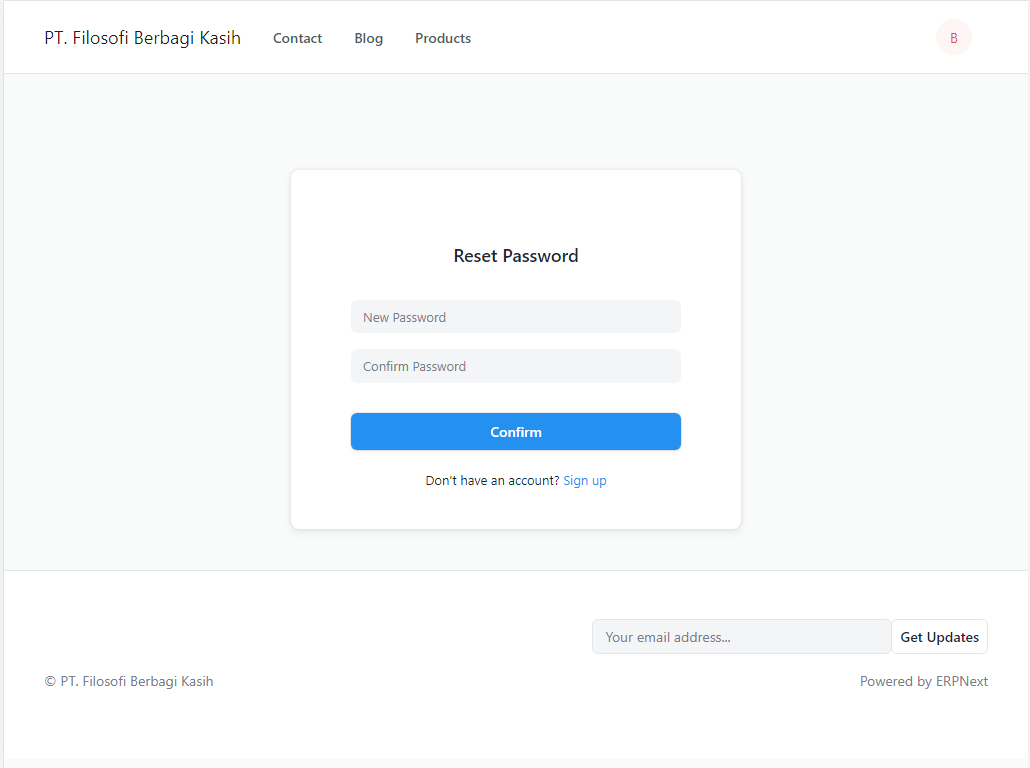 PT. Filosofi Berbagi Kasih Contact Blog Products B
Reset Password
New Password
Confirm Password
Confirm
Don't have an account? Sign up
Your email address... Get Updates
© PT. Filosofi Berbagi Kasih Powered by ERPNext